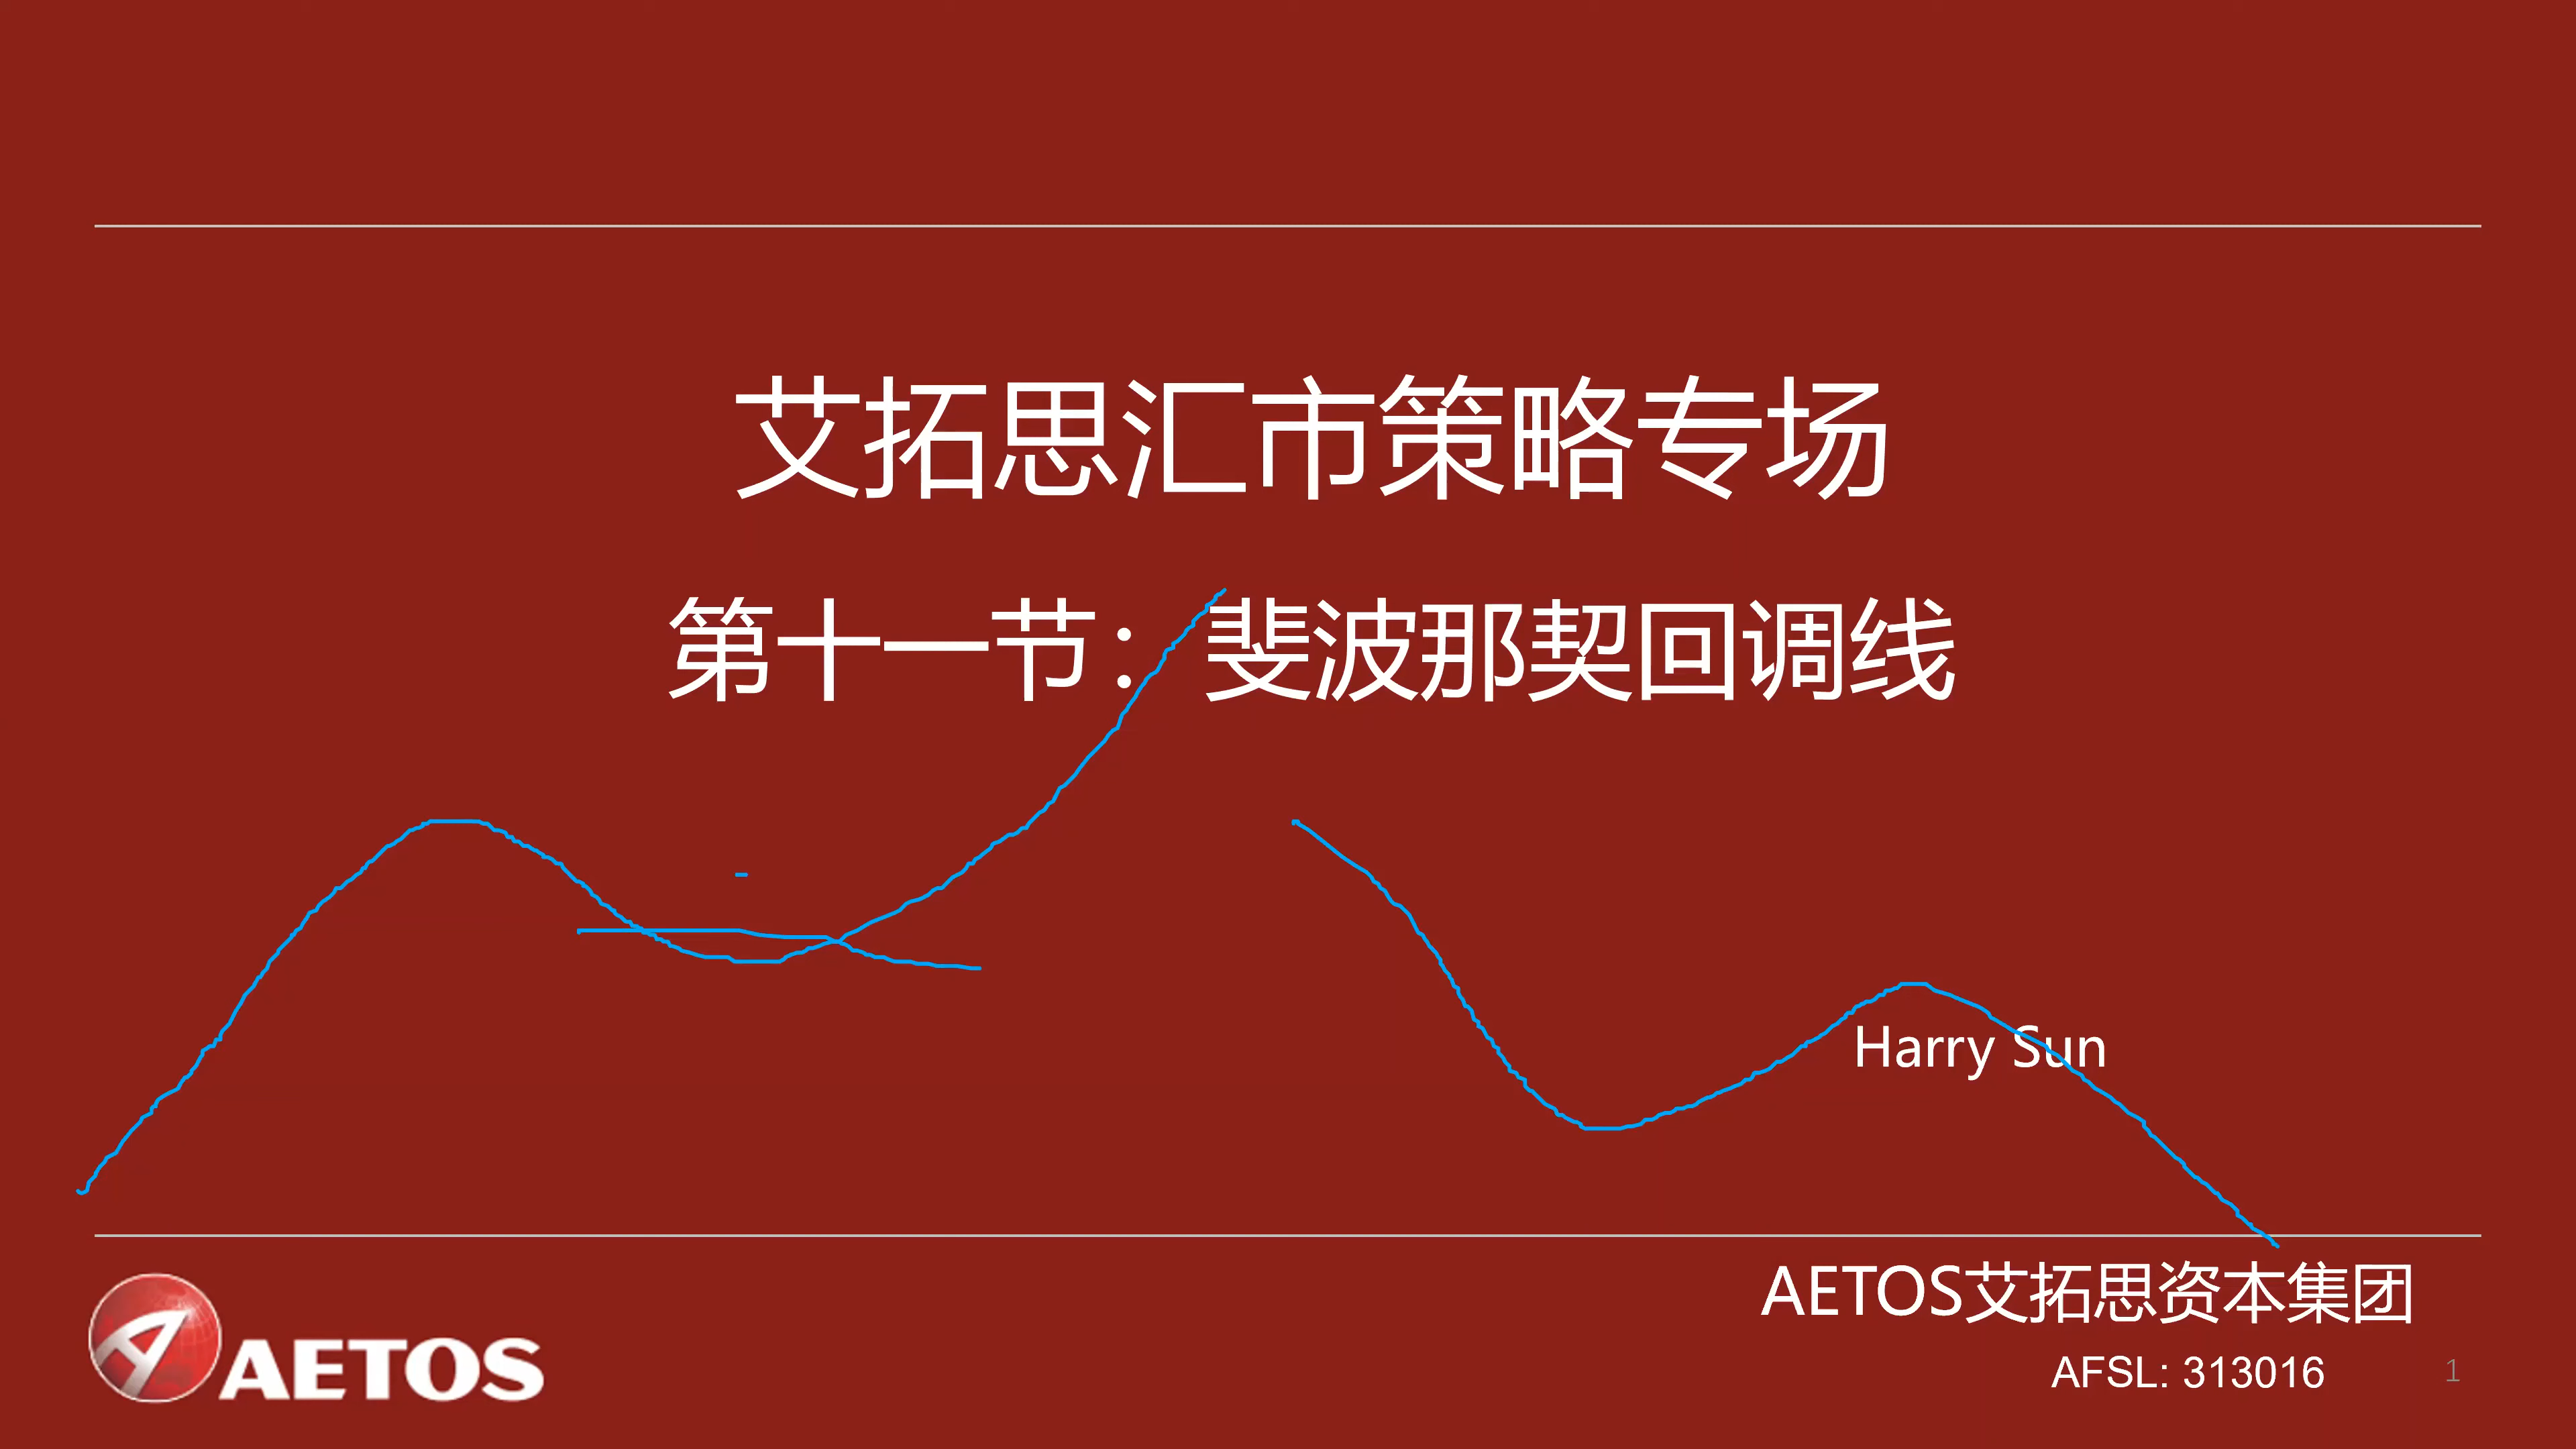 艾拓思汇市策略专场
第十一节：斐波那契回调线
Harry Sun
AETOS艾拓思资本集团
AETOS
AFSL: 313016
1